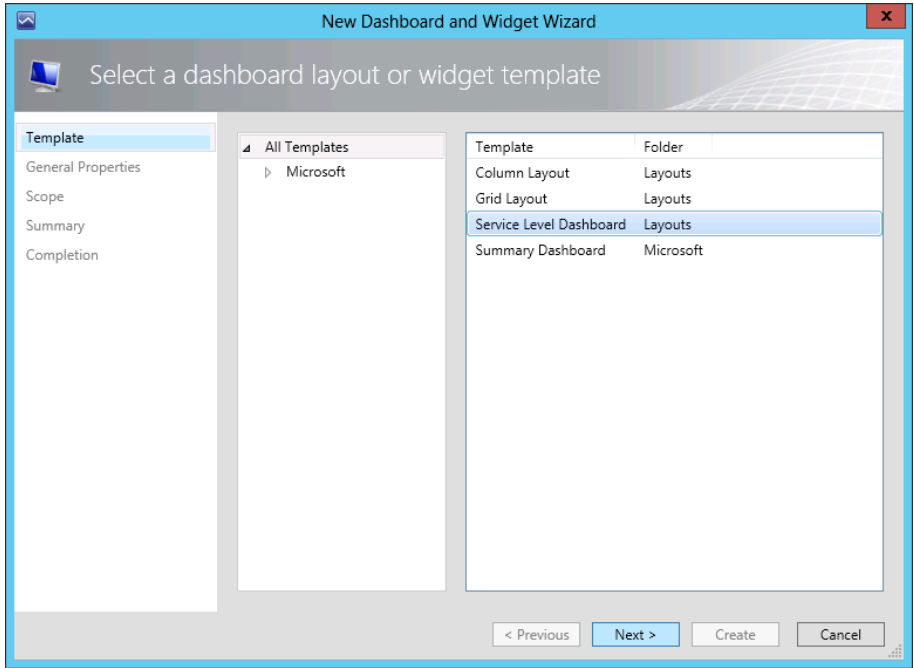 New Dashboard and Widget Wizard
x
Select a dashboard layout or widget template
Template
General Properties
Scope
Summary
Completion
All Templates
Microsoft
Template Folder
Column Layout Layouts
Grid Layout Layouts
Service Level Dashboard Layouts
Summary Dashboard Microsoft
< Previous Next > Create Cancel